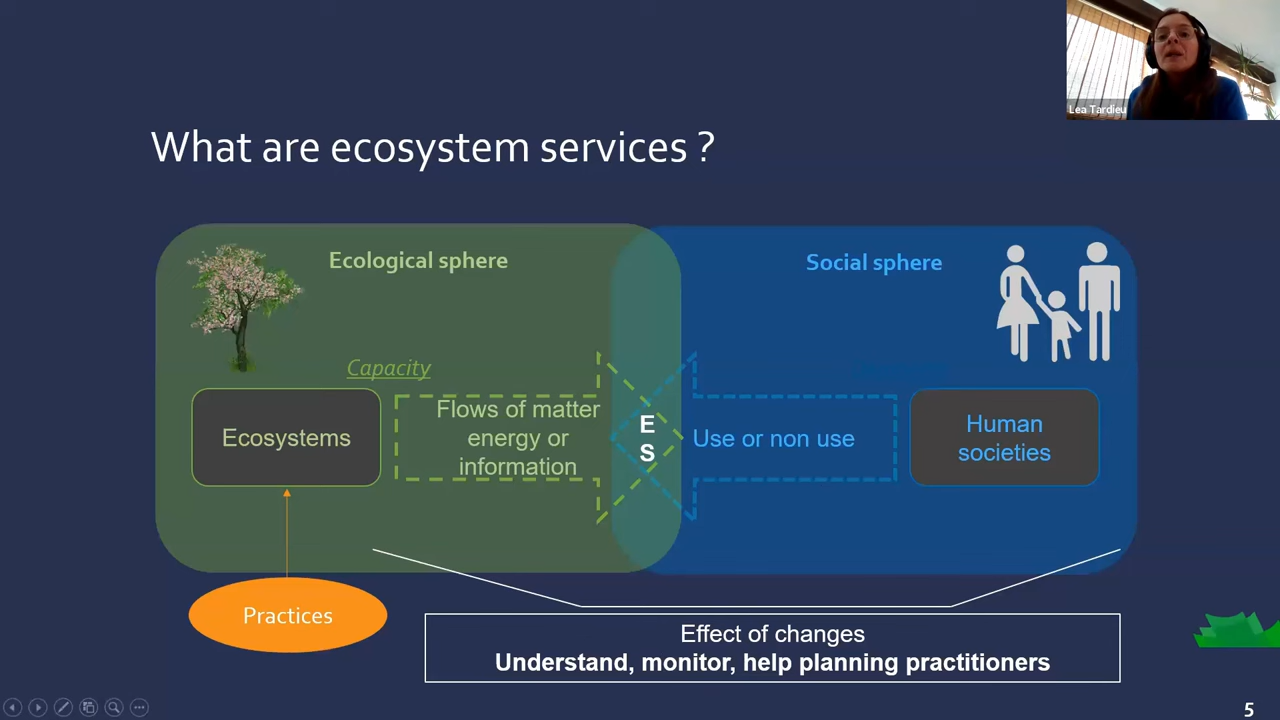 Lea Tardieu
What are ecosystem services ?
Ecological sphere
Social sphere
Capacity
Ecosystems
Flows of matter
energy or
information
E
S
Use or non use
Human
societies
Practices
Effect of changes
Understand, monitor, help planning practitioners
5